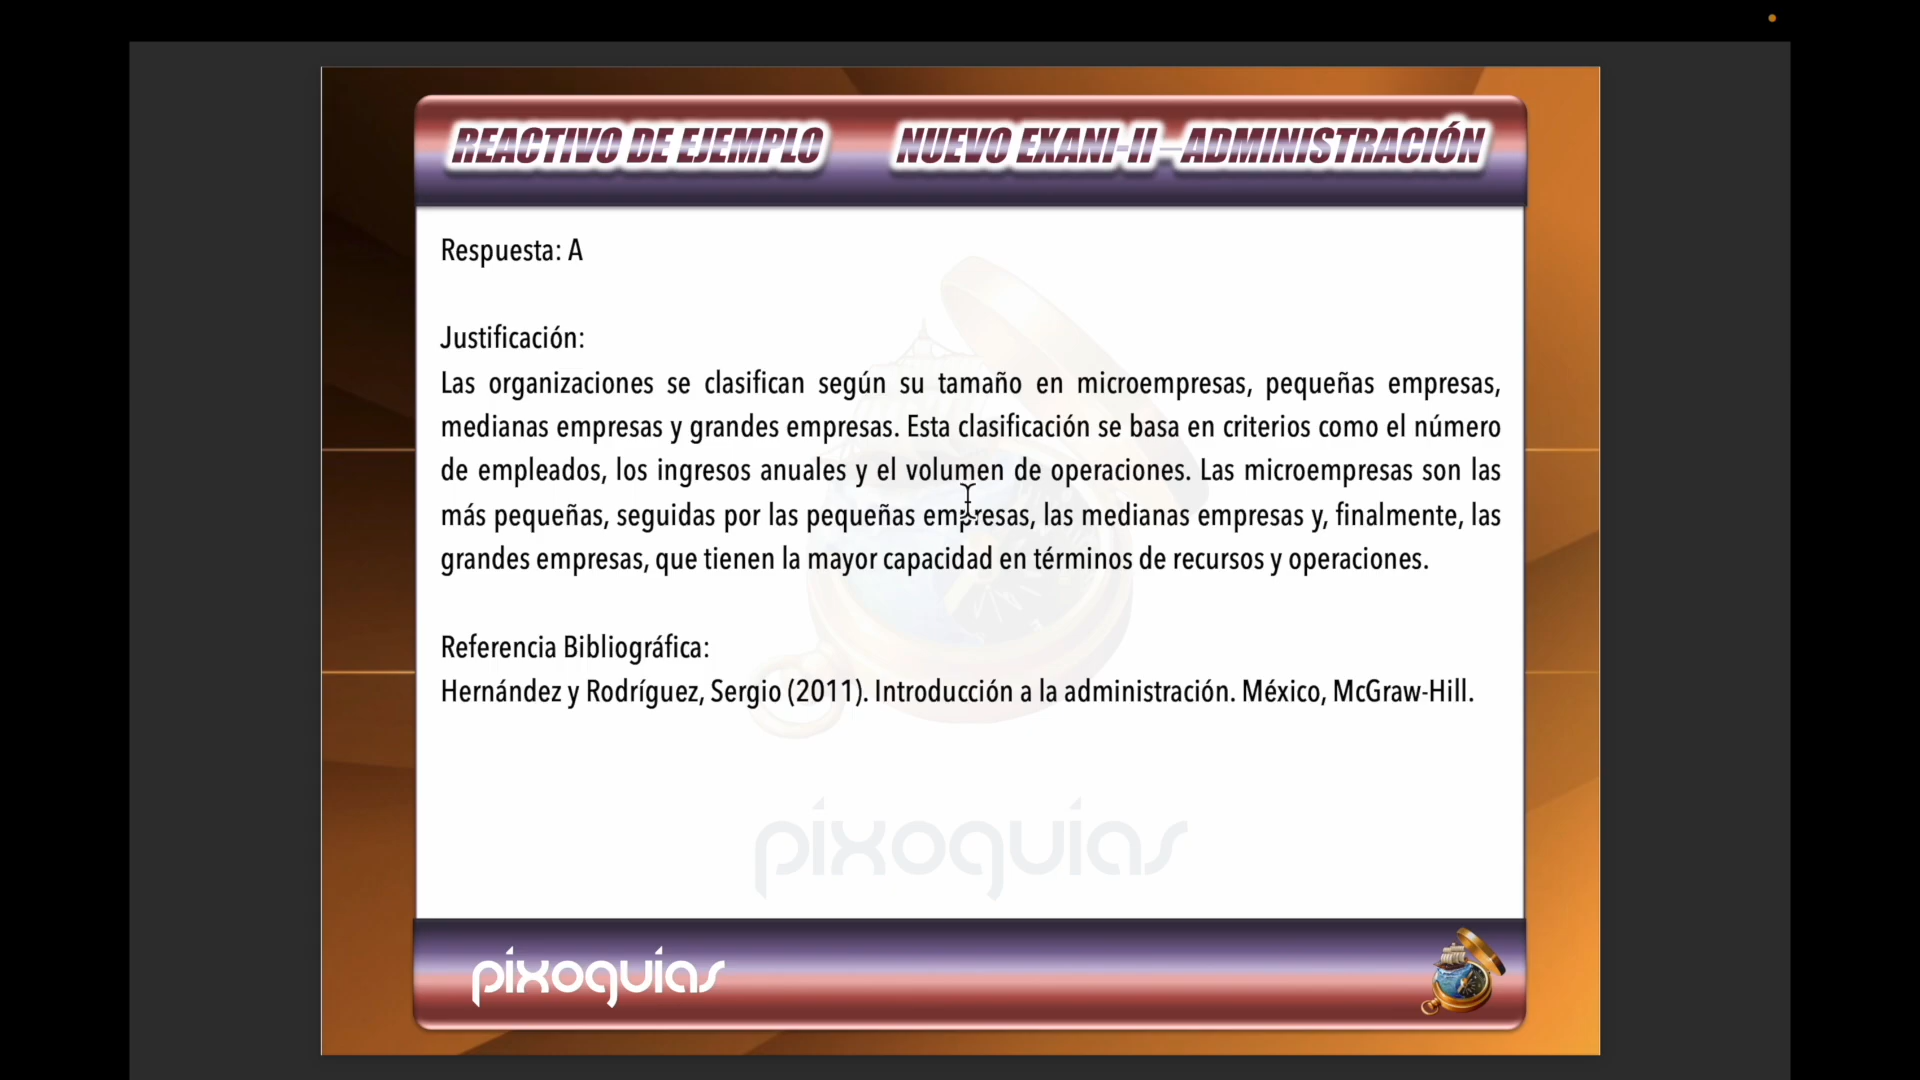 REACTIVO DE EJEMPLO NUEVO EXANI-II – ADMINISTRACIÓN
Respuesta: A
Justificación:
Las organizaciones se clasifican según su tamaño en microempresas, pequeñas empresas,
medianas empresas y grandes empresas. Esta clasificación se basa en criterios como el número
de empleados, los ingresos anuales y el volumen de operaciones. Las microempresas son las
más pequeñas, seguidas por las pequeñas empresas, las medianas empresas y, finalmente, las
grandes empresas, que tienen la mayor capacidad en términos de recursos y operaciones.
Referencia Bibliográfica:
Hernández y Rodríguez, Sergio (2011). Introducción a la administración. México, McGraw-Hill.
pixoguias
pixoguias